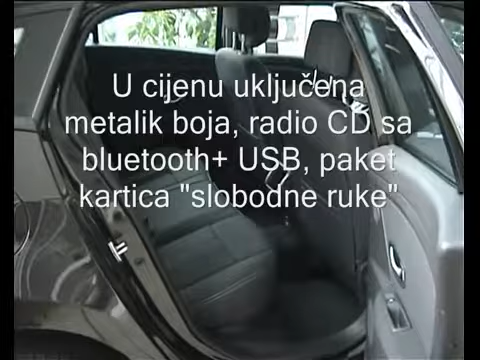 U cijenu uključena
metalik boja, radio CD sa
bluetooth+ USB, paket
kartica "slobodne ruke"